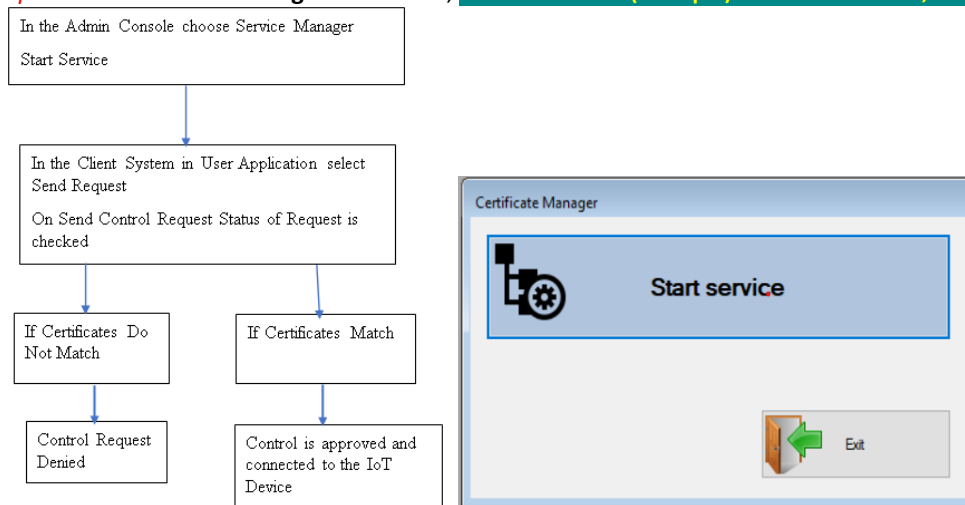 In the Admin Console choose Service Manager
Start Service
In the Client System in User Application select
Send Request
On Send Control Request Status of Request is
checked
If Certificates Do
Not Match
If Certificates Match
Control Request
Denied
Control is approved and
connected to the IoT
Device
Certificate Manager
Start service
Exit